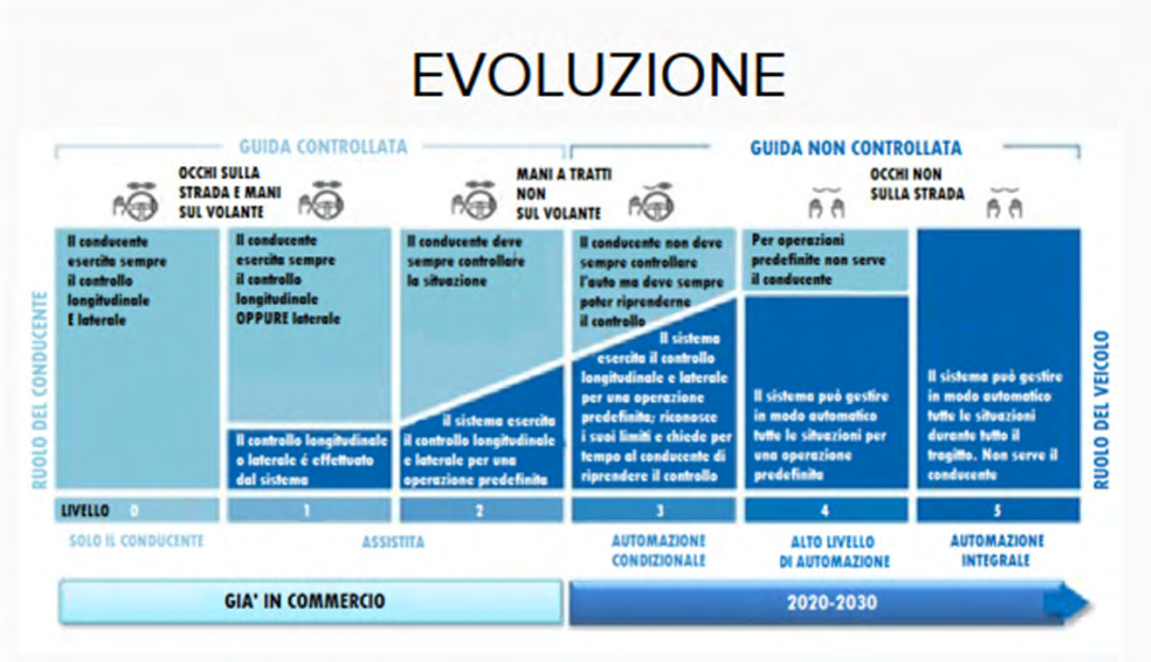 EVOLUZIONE
GUIDA CONTROLLATA
GUIDA NON CONTROLLATA
OCCHI SULLA
STRADA E MANI
SUL VOLANTE
MANI A TRATTI
NON
SUL VOLANTE
OCCHI NON
SULLA STRADA
RUOLO DEL CONDUCENTE
Il conducente
esercita sempre
il controllo
longitudinale
E laterale
Il conducente
esercita sempre
il controllo
longitudinale
OPPURE laterale
Il controllo longitudinale
o laterale é effettuato
dal sistema
Il conducente deve
sempre controllare
la situazione
il sistema esercita
il controllo longitudinale
e laterale per una
operazione predefinita
Il conducente non deve
sempre controllare
l'auto ma deve sempre
poter riprenderne
il controllo
Il sistema
esercita il controllo
longitudinale e laterale
per una operazione
predefinita; riconosce
i suoi limiti e chiede per
tempo al conducente di
riprendere il controllo
Per operazioni
predefinite non serve
il conducente
Il sistema può gestire
in modo automatico
tutte le situazioni per
una operazione
predefinita
Il sistema può gestire
in modo automatico
tutte le situazioni
durante tutto il
tragitto. Non serve il
conducente
RUOLO DEL VEICOLO
LIVELLO 0
1
2
3
4
5
SOLO IL CONDUCENTE
ASSISTITA
AUTOMAZIONE
CONDIZIONALE
ALTO LIVELLO
DI AUTOMAZIONE
AUTOMAZIONE
INTEGRALE
GIA' IN COMMERCIO
2020-2030